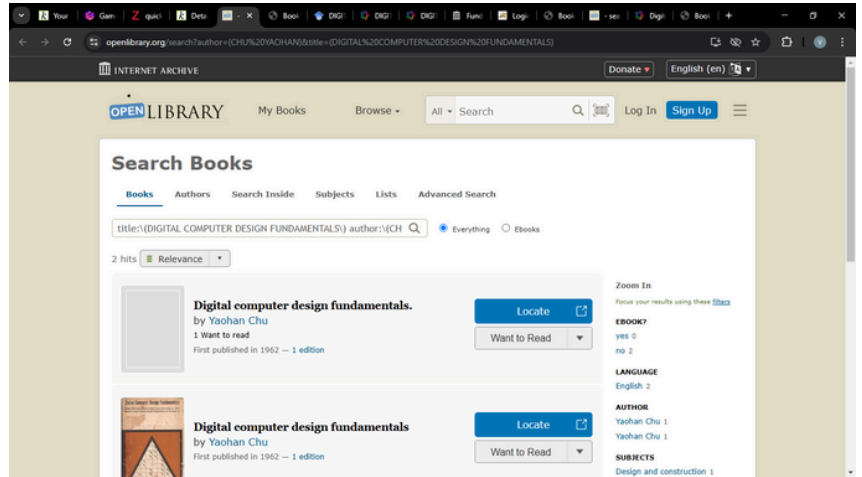 Your
Gam
quic
Deta
- X
Bool
DIGI
DIGI
DIGI
Fund
Logi
Bool
- sea
Digi
Bool
openlibrary.org/search?author=(CHU%20YAOHAN)&title=(DIGITAL%20COMPUTER%20DESIGN%20FUNDAMENTALS)
INTERNET ARCHIVE
Donate ♥
English (en)
OPEN LIBRARY
My Books
Browse
All
Search
Log In
Sign Up
Search Books
Books
Authors
Search Inside
Subjects
Lists
Advanced Search
title:\(DIGITAL COMPUTER DESIGN FUNDAMENTALS\) author:\(CH
Everything
Ebooks
2 hits
Relevance
Digital computer design fundamentals.
by Yaohan Chu
1 Want to read
First published in 1962 — 1 edition
Locate
Want to Read
Digital computer design fundamentals
by Yaohan Chu
First published in 1962 — 1 edition
Locate
Want to Read
Zoom In
Focus your results using these filters
EBOOK?
yes 0
no 2
LANGUAGE
English 2
AUTHOR
Yaohan Chu 1
Yaohan Chu 1
SUBJECTS
Design and construction 1